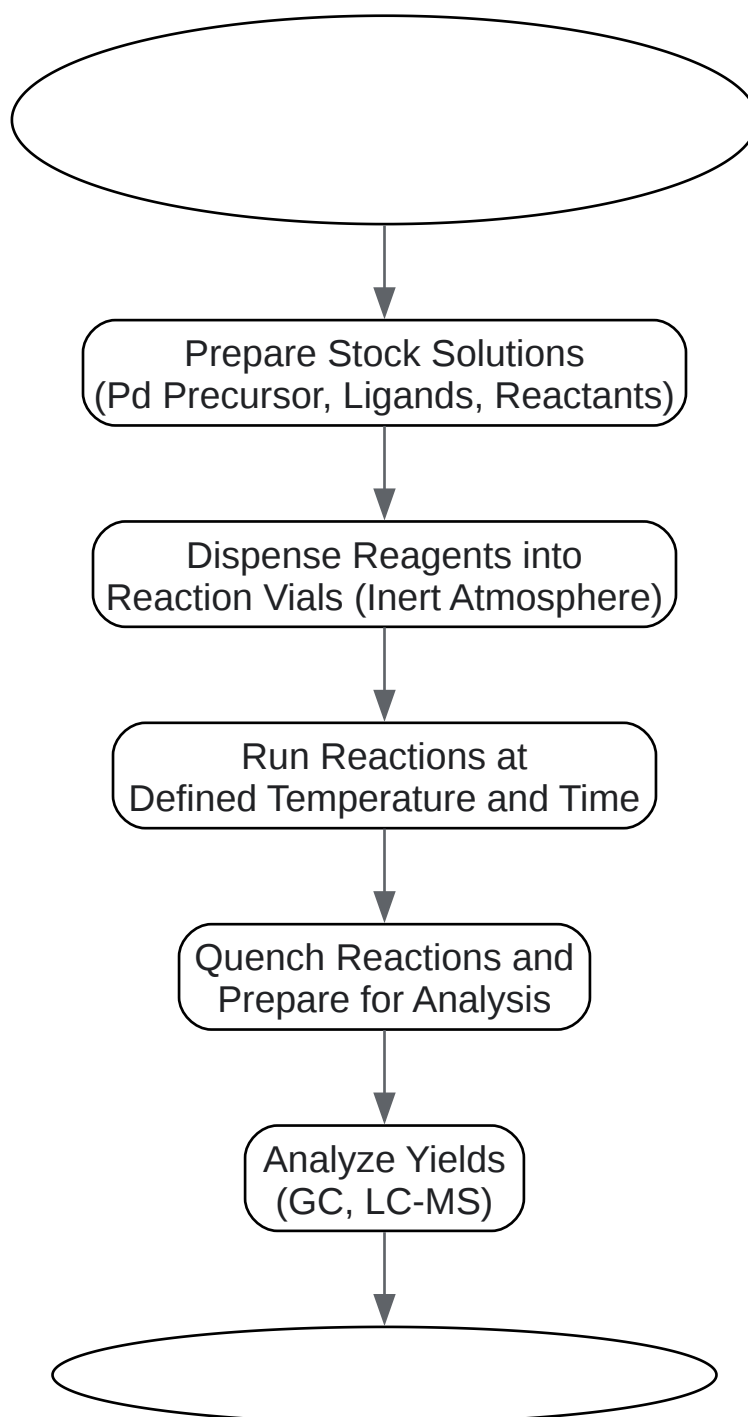 Prepare Stock Solutions
(Pd Precursor, Ligands, Reactants)
Dispense Reagents into
Reaction Vials (Inert Atmosphere)
Run Reactions at
Defined Temperature and Time
Quench Reactions and
Prepare for Analysis
Analyze Yields
(GC, LC-MS)